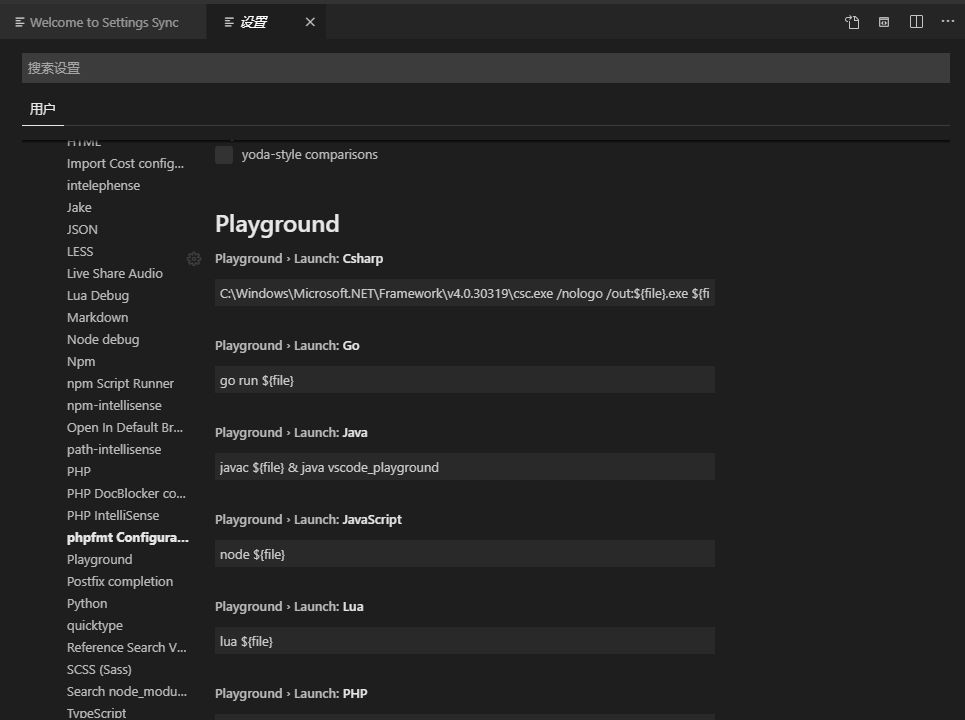 Welcome to Settings Sync
设置
搜索设置
用户
HTML
Import Cost config...
intelephense
Jake
JSON
LESS
Live Share Audio
Lua Debug
Markdown
Node debug
Npm
npm Script Runner
npm-intellisense
Open In Default Br...
path-intellisense
PHP
PHP DocBlocker co...
PHP IntelliSense
phpfmt Configura...
Playground
Postfix completion
Python
quicktype
Reference Search V...
SCSS (Sass)
Search node_modu...
TypeScript
yoda-style comparisons
Playground
Playground › Launch: Csharp
C:\Windows\Microsoft.NET\Framework\v4.0.30319\csc.exe /nologo /out:${file}.exe ${fi
Playground › Launch: Go
go run ${file}
Playground › Launch: Java
javac ${file} & java vscode_playground
Playground › Launch: JavaScript
node ${file}
Playground › Launch: Lua
lua ${file}
Playground › Launch: PHP